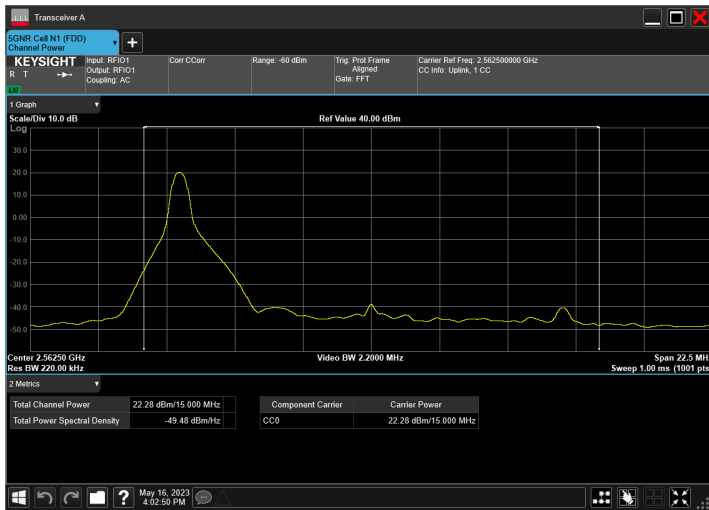 Transceiver A
5GNR Cell N1 (FDD)
Channel Power
KEYSIGHT
R T
Input: RFIO1
Output: RFIO1
Coupling: AC
Corr CCorr
Range: -60 dBm
Trig: Prot Frame
Aligned
Gate: FFT
Carrier Ref Freq: 2.562500000 GHz
CC Info: Uplink, 1 CC
1 Graph
Scale/Div 10.0 dB
Ref Value 40.00 dBm
Log
30.0
20.0
10.0
0.00
-10.0
-20.0
-30.0
-40.0
-50.0
Center 2.56250 GHz
Video BW 2.2000 MHz
Span 22.5 MH
Res BW 220.00 kHz
Sweep 1.00 ms (1001 pts
2 Metrics
Total Channel Power 22.28 dBm/15.000 MHz
Total Power Spectral Density -49.48 dBm/Hz
Component Carrier Carrier Power
CC0 22.28 dBm/15.000 MHz
May 16, 2023
4:02:50 PM